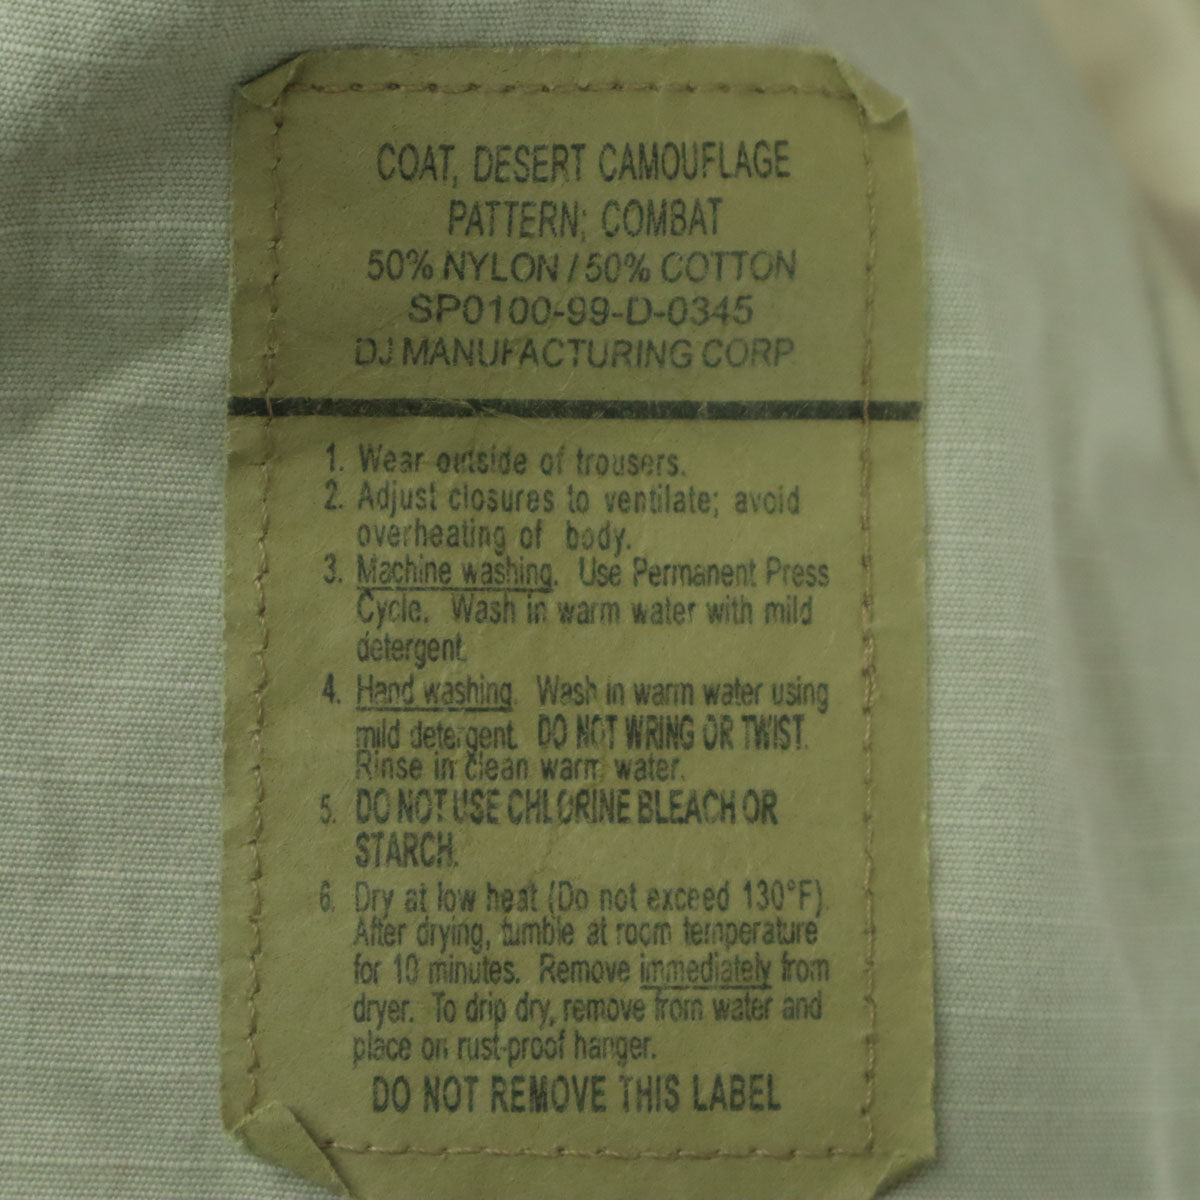 COAT, DESERT CAMOUFLAGE
PATTERN; COMBAT
50% NYLON / 50% COTTON
SP0100-99-D-0345
DJ MANUFACTURING CORP
1. Wear outside of trousers.
2. Adjust closures to ventilate; avoid
overheating of body.
3. Machine washing. Use Permanent Press
Cycle. Wash in warm water with mild
detergent.
4. Hand washing. Wash in warm water using
mild detergent. DO NOT WRING OR TWIST.
Rinse in clean warm water.
5. DO NOT USE CHLORINE BLEACH OR
STARCH.
6. Dry at low heat (Do not exceed 130°F).
After drying, tumble at room temperature
for 10 minutes. Remove immediately from
dryer. To drip dry, remove from water and
place on rust-proof hanger.
DO NOT REMOVE THIS LABEL